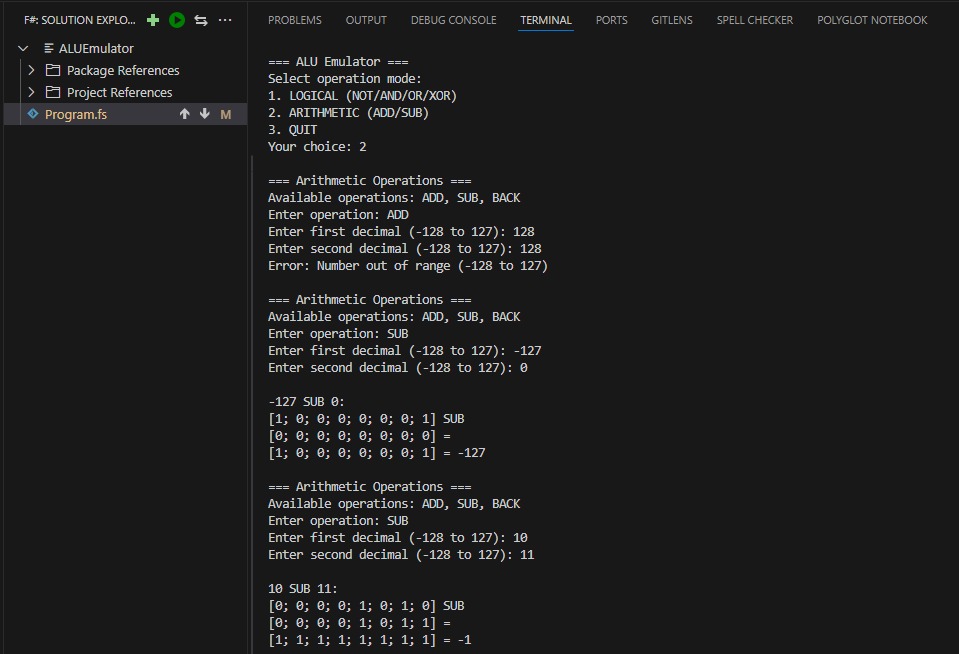 F#: SOLUTION EXPLO...
ALUEmulator
Package References
Project References
Program.fs M
PROBLEMS OUTPUT DEBUG CONSOLE TERMINAL PORTS GITLENS SPELL CHECKER POLYGLOT NOTEBOOK
=== ALU Emulator ===
Select operation mode:
1. LOGICAL (NOT/AND/OR/XOR)
2. ARITHMETIC (ADD/SUB)
3. QUIT
Your choice: 2
=== Arithmetic Operations ===
Available operations: ADD, SUB, BACK
Enter operation: ADD
Enter first decimal (-128 to 127): 128
Enter second decimal (-128 to 127): 128
Error: Number out of range (-128 to 127)
=== Arithmetic Operations ===
Available operations: ADD, SUB, BACK
Enter operation: SUB
Enter first decimal (-128 to 127): -127
Enter second decimal (-128 to 127): 0
-127 SUB 0:
[1; 0; 0; 0; 0; 0; 0; 1] SUB
[0; 0; 0; 0; 0; 0; 0; 0] =
[1; 0; 0; 0; 0; 0; 0; 1] = -127
=== Arithmetic Operations ===
Available operations: ADD, SUB, BACK
Enter operation: SUB
Enter first decimal (-128 to 127): 10
Enter second decimal (-128 to 127): 11
10 SUB 11:
[0; 0; 0; 0; 1; 0; 1; 0] SUB
[0; 0; 0; 0; 1; 0; 1; 1] =
[1; 1; 1; 1; 1; 1; 1; 1] = -1